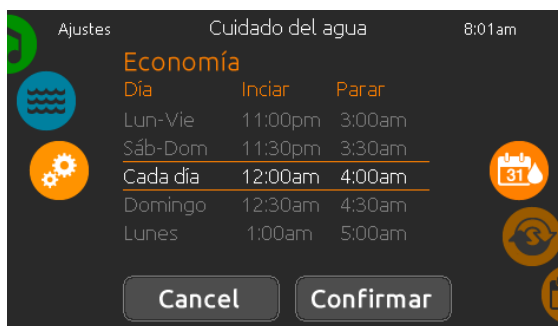 Ajustes Cuidado del agua 8:01am
Economía
Día Inciar Parar
Lun-Vie 11:00pm 3:00am
Sáb-Dom 11:30pm 3:30am
Cada día 12:00am 4:00am
31
Domingo 12:30am 4:30am
Lunes 1:00am 5:00am
Cancel Confirmar